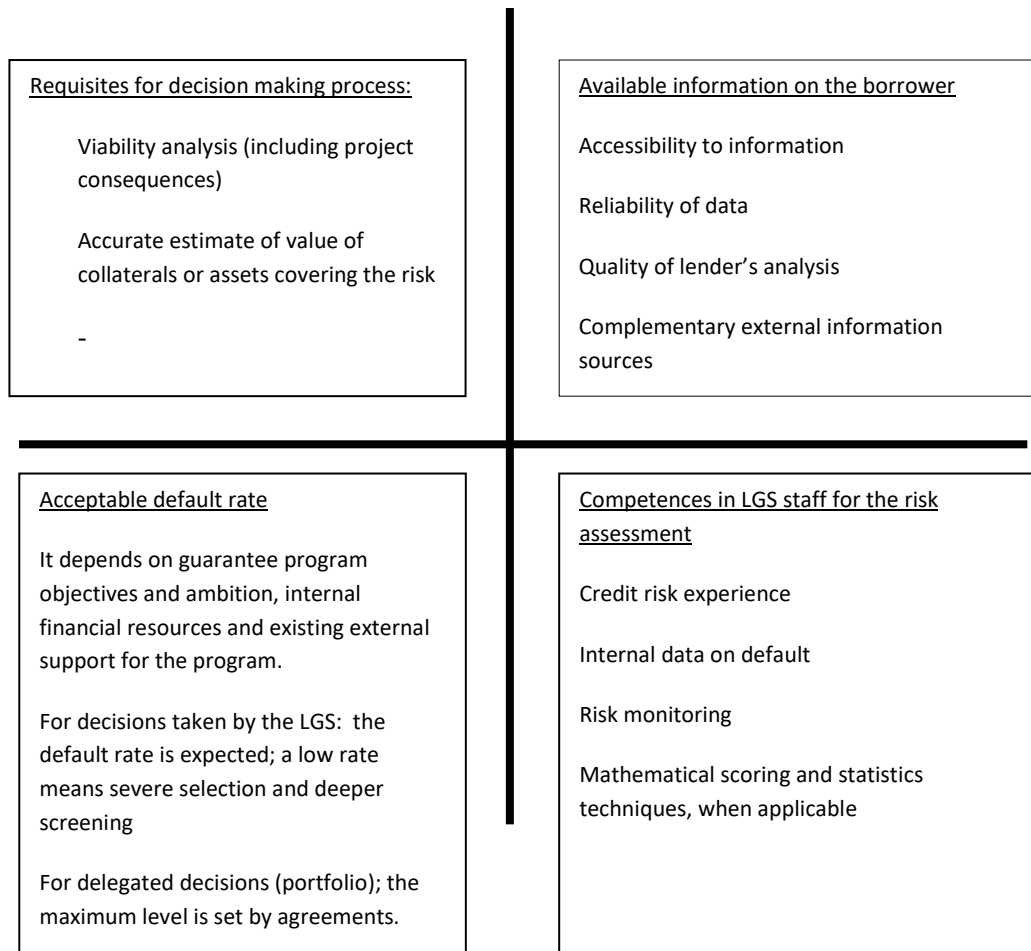 Requisites for decision making process:
Viability analysis (including project
consequences)
Accurate estimate of value of
collaterals or assets covering the risk
-
Available information on the borrower
Accessibility to information
Reliability of data
Quality of lender’s analysis
Complementary external information
sources
Acceptable default rate
It depends on guarantee program
objectives and ambition, internal
financial resources and existing external
support for the program.
For decisions taken by the LGS:  the
default rate is expected; a low rate
means severe selection and deeper
screening
For delegated decisions (portfolio); the
maximum level is set by agreements.
Competences in LGS staff for the risk
assessment
Credit risk experience
Internal data on default
Risk monitoring
Mathematical scoring and statistics
techniques, when applicable